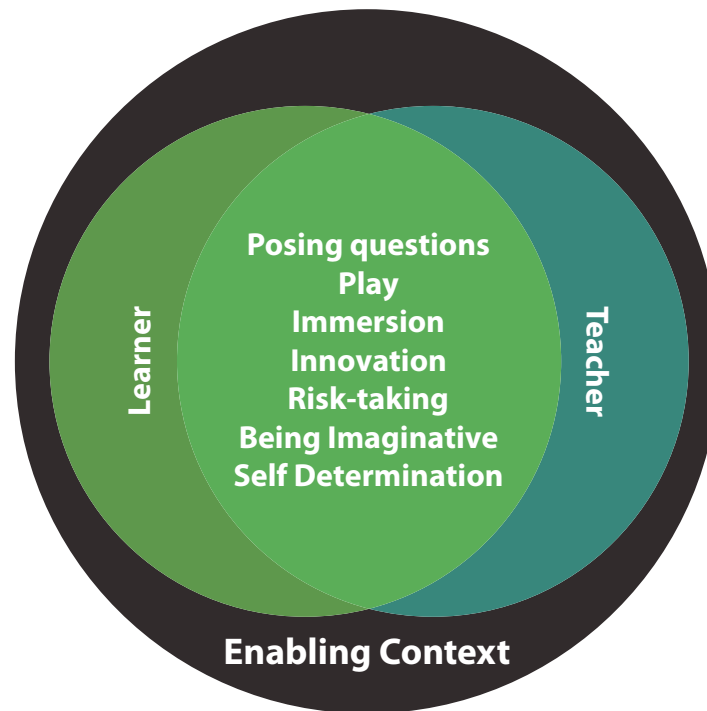 Learner
Posing questions
Play
Immersion
Innovation
Risk-taking
Being Imaginative
Self Determination
Teacher
Enabling Context